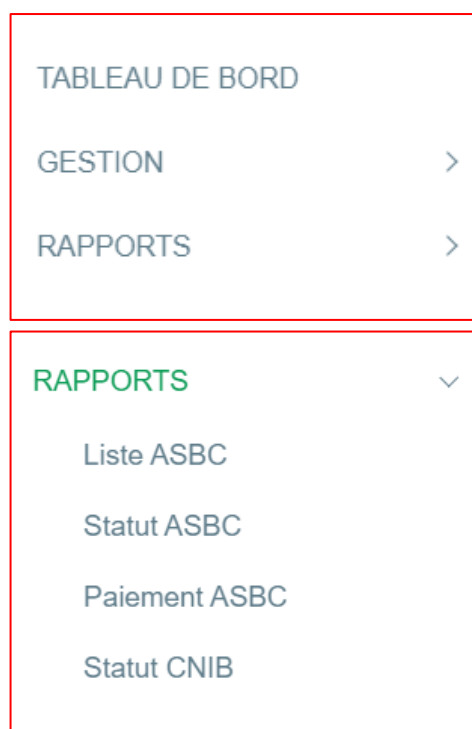 TABLEAU DE BORD
GESTION
RAPPORTS
RAPPORTS
Liste ASBC
Statut ASBC
Paiement ASBC
Statut CNIB